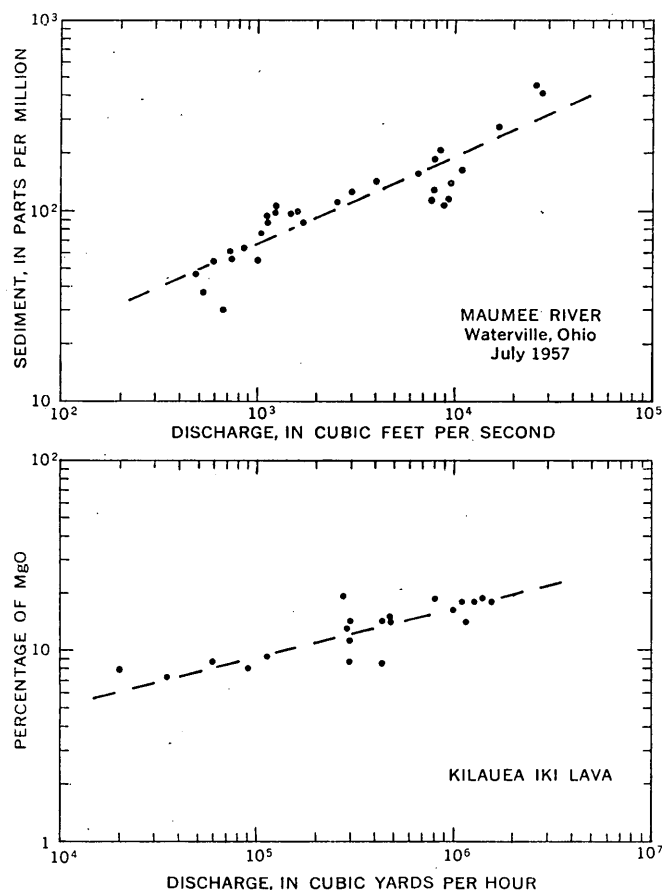 10³
10²
10
SEDIMENT, IN PARTS PER MILLION
MAUMEE RIVER
Waterville, Ohio
July 1957
10² 10³ 10⁴ 10⁵
DISCHARGE, IN CUBIC FEET PER SECOND
10²
10
1
PERCENTAGE OF MgO
KILAUEA IKI LAVA
10⁴ 10⁵ 10⁶ 10⁷
DISCHARGE, IN CUBIC YARDS PER HOUR